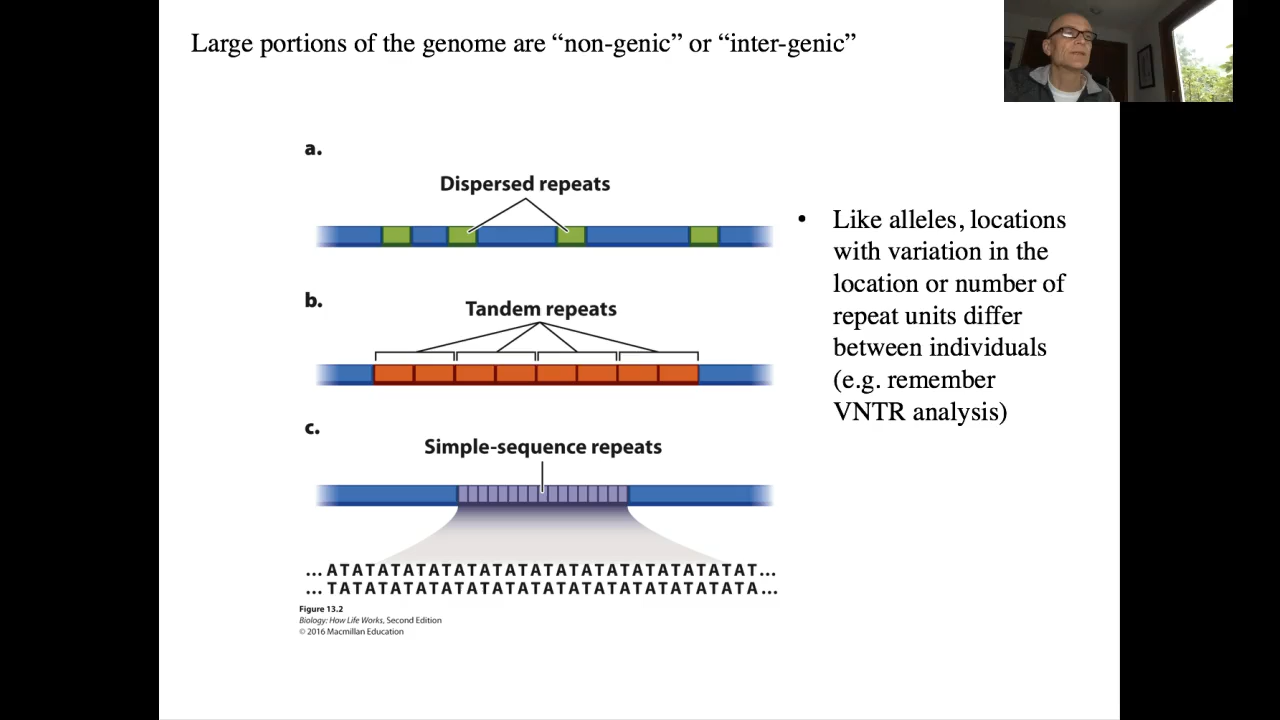 Large portions of the genome are “non-genic” or “inter-genic”
a.
Dispersed repeats
b.
Tandem repeats
c.
Simple-sequence repeats
... ATATATATATATATATATATATATATATATATAT...
... TATATATATATATATATATATATATATATATATA...
Figure 13.2
Biology: How Life Works, Second Edition
© 2016 Macmillan Education
• Like alleles, locations
with variation in the
location or number of
repeat units differ
between individuals
(e.g. remember
VNTR analysis)